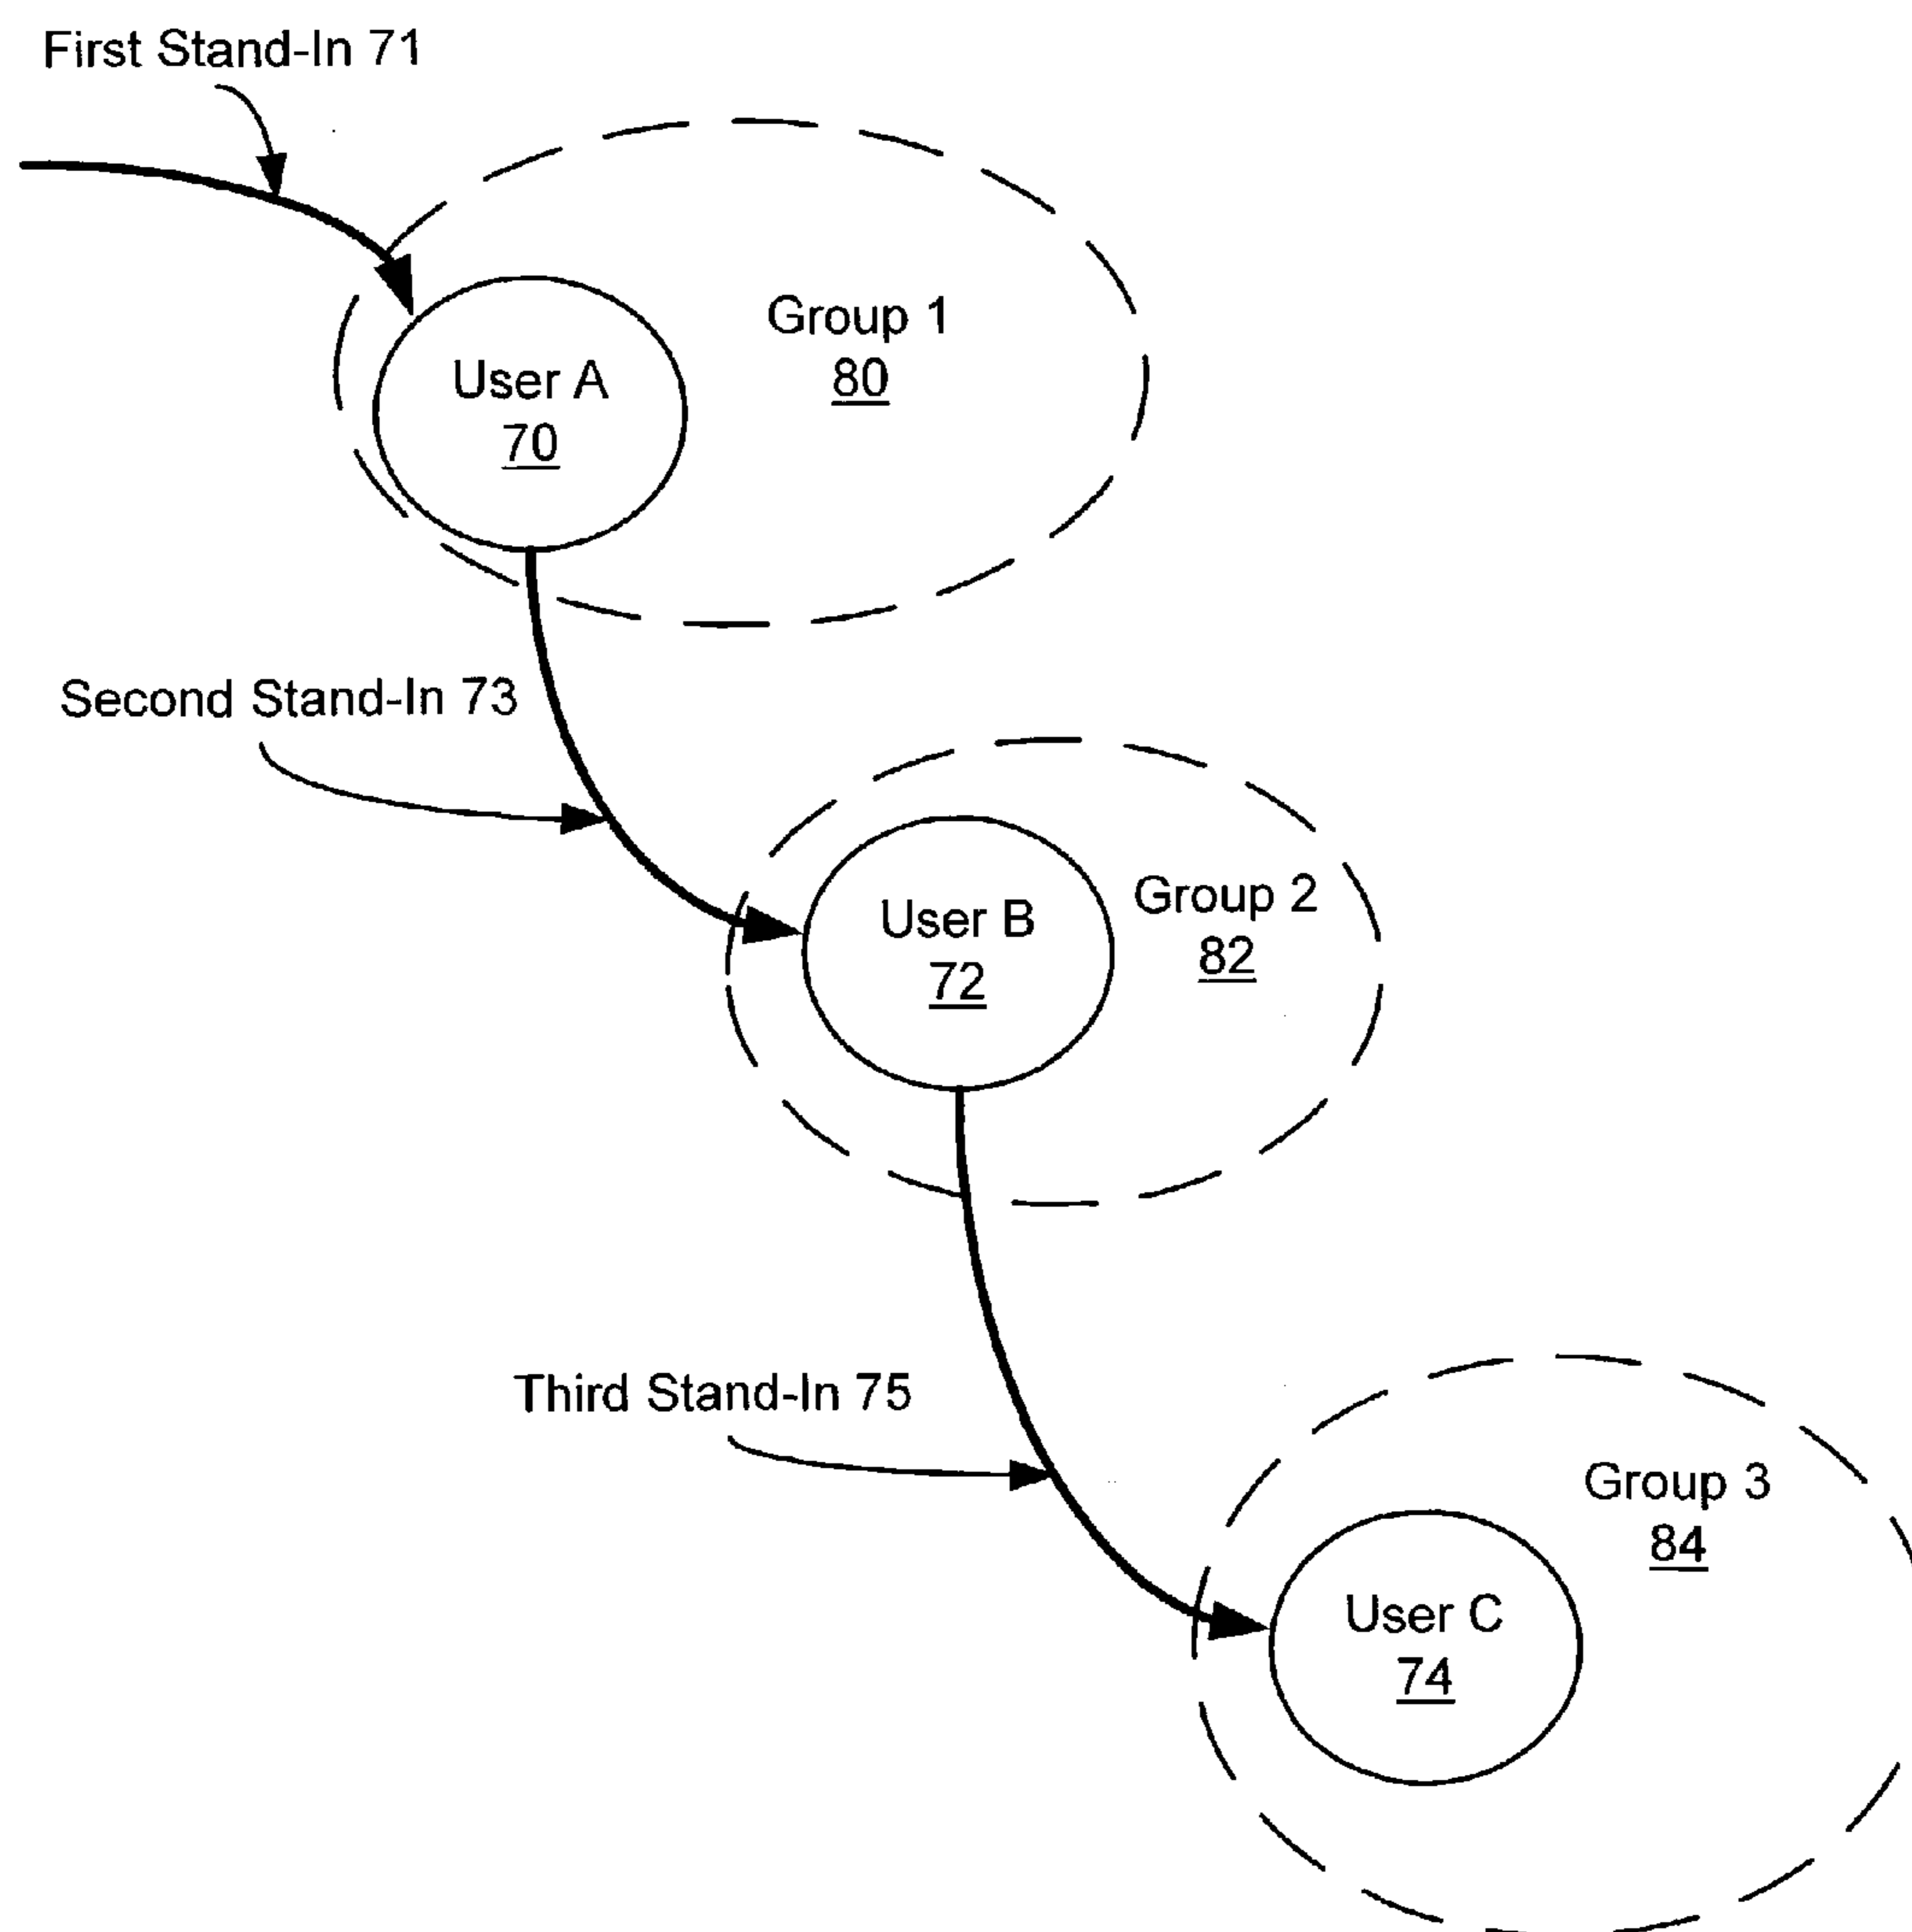 First Stand-In 71
Group 1
80
User A
70
Second Stand-In 73
Group 2
82
User B
72
Third Stand-In 75
Group 3
84
User C
74